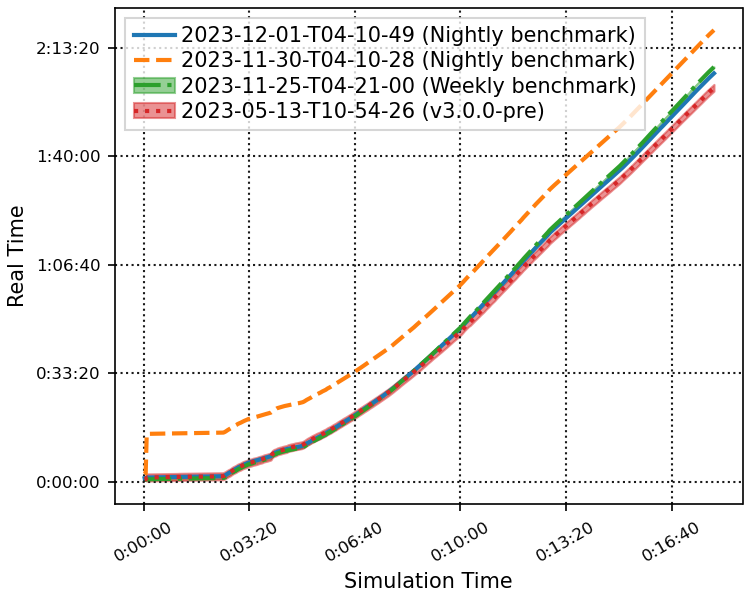 2023-12-01-T04-10-49 (Nightly benchmark)
2023-11-30-T04-10-28 (Nightly benchmark)
2023-11-25-T04-21-00 (Weekly benchmark)
2023-05-13-T10-54-26 (v3.0.0-pre)
Real Time
2:13:20
1:40:00
1:06:40
0:33:20
0:00:00
0:00:00
0:03:20
0:06:40
0:10:00
0:13:20
0:16:40
Simulation Time